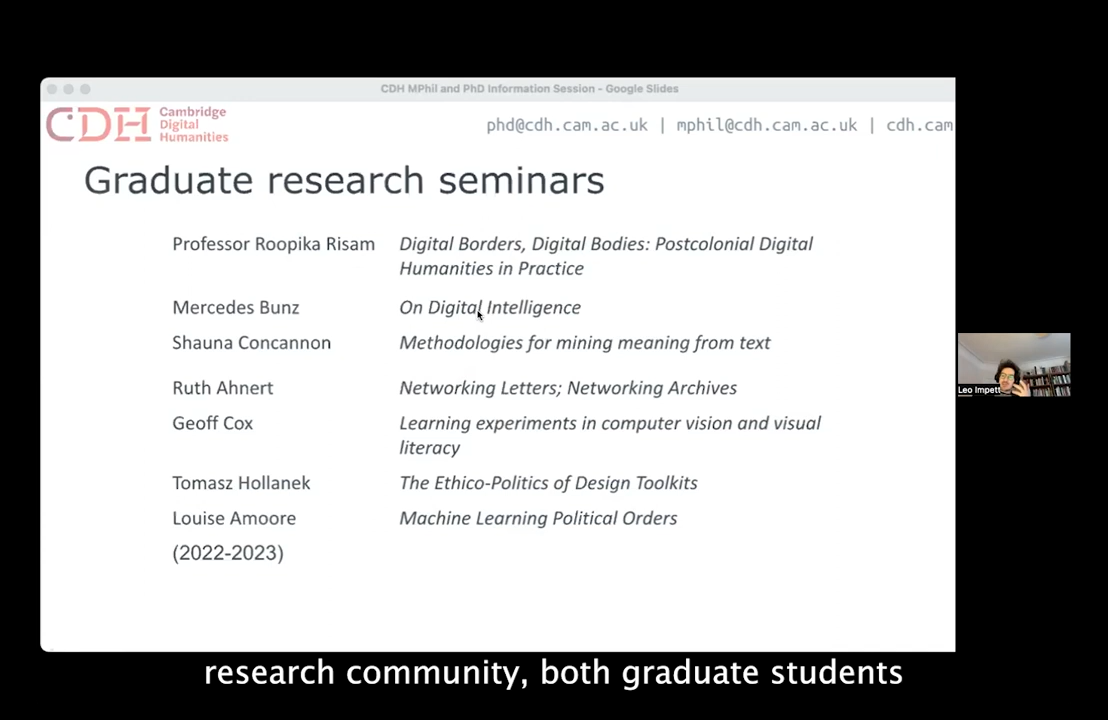 CDH MPhil and PhD Information Session - Google Slides
CDH Cambridge
Digital
Humanities
phd@cdh.cam.ac.uk | mphil@cdh.cam.ac.uk | cdh.cam
Graduate research seminars
Professor Roopika Risam Digital Borders, Digital Bodies: Postcolonial Digital
Humanities in Practice
Mercedes Bunz On Digital Intelligence
Shauna Concannon Methodologies for mining meaning from text
Ruth Ahnert Networking Letters; Networking Archives
Geoff Cox Learning experiments in computer vision and visual
literacy
Tomasz Hollanek The Ethico-Politics of Design Toolkits
Louise Amoore Machine Learning Political Orders
(2022-2023)
Leo Impett
research community, both graduate students